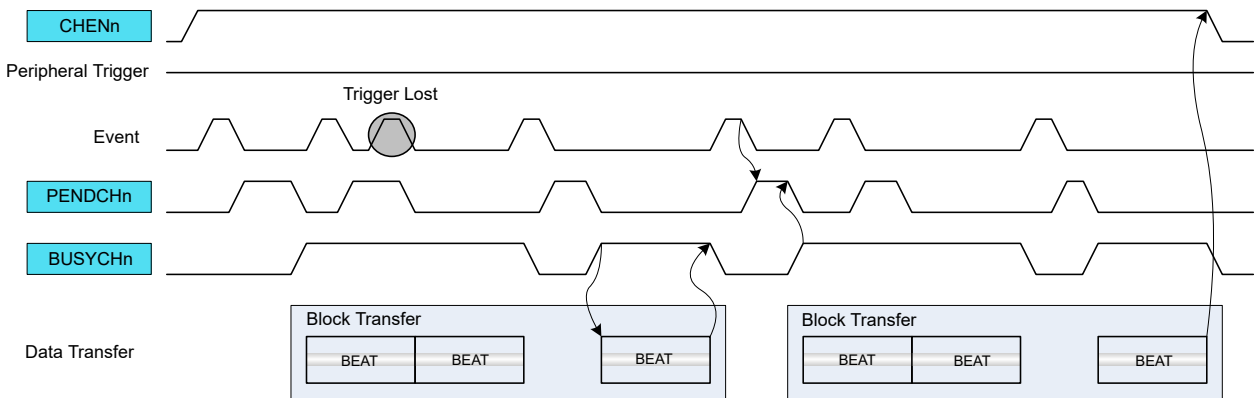 CHENn
Peripheral Trigger
Trigger Lost
Event
PENDCHn
BUSYCHn
Block Transfer
Block Transfer
Data Transfer
BEAT
BEAT
BEAT
BEAT
BEAT
BEAT